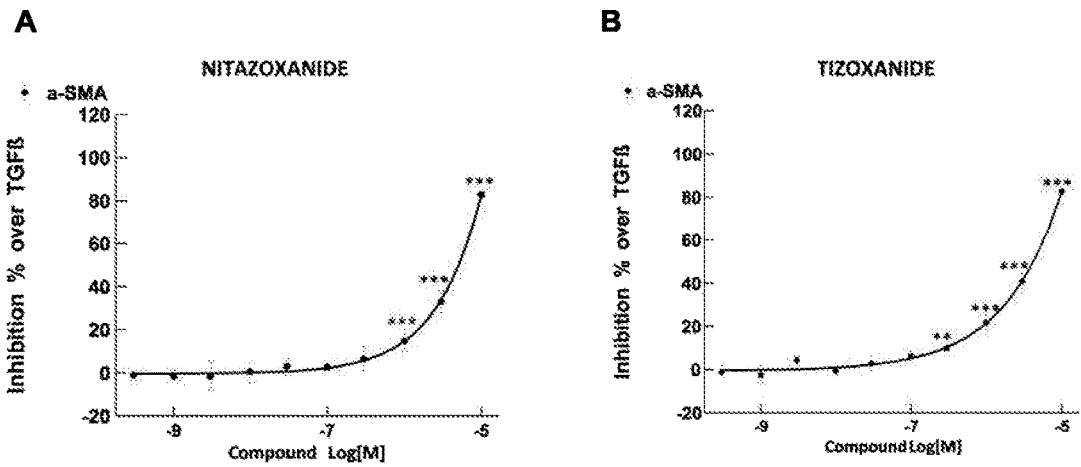 A
NITAZOXANIDE
a-SMA
Inhibition % over TGFß
120
100
80
60
40
20
0
-20
***
***
***
-9
-7
-5
Compound Log[M]
B
TIZOXANIDE
a-SMA
Inhibition % over TGFß
120
100
80
60
40
20
0
-20
***
***
***
**
-9
-7
-5
Compound Log[M]